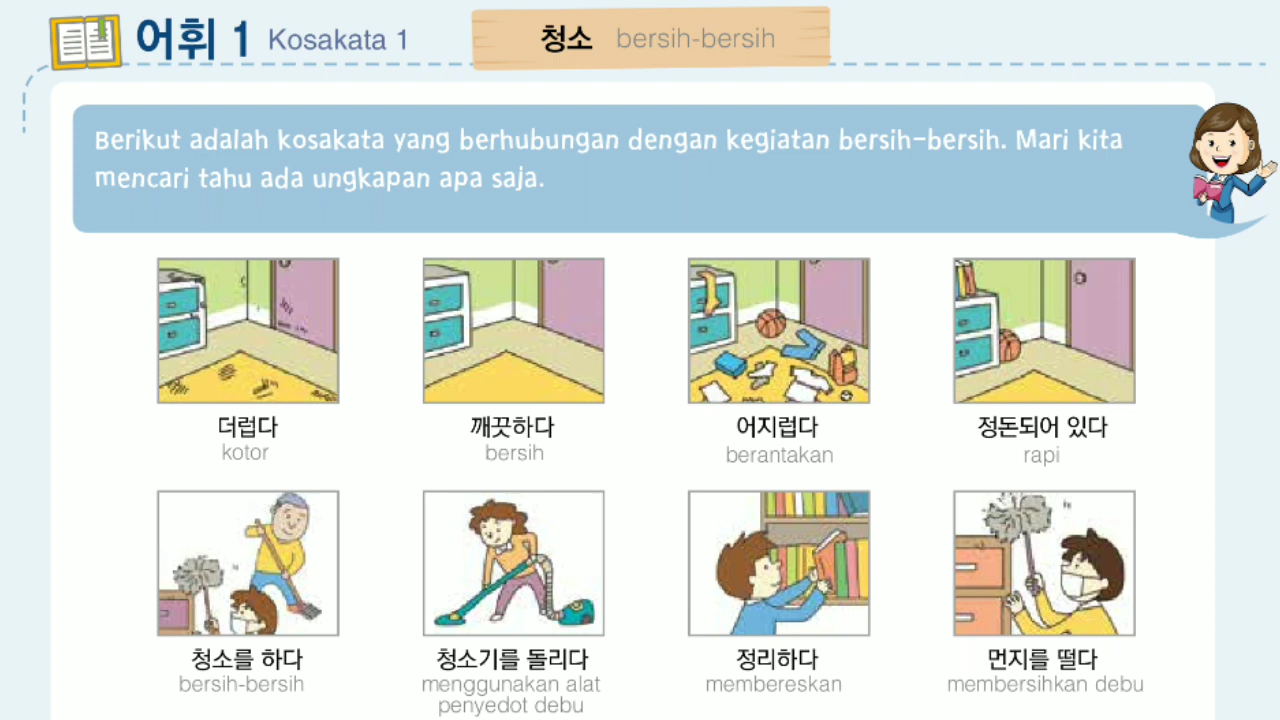 어휘 1 Kosakata 1
청소 bersih-bersih
Berikut adalah kosakata yang berhubungan dengan kegiatan bersih-bersih. Mari kita
mencari tahu ada ungkapan apa saja.
더럽다
kotor
깨끗하다
bersih
어지럽다
berantakan
정돈되어 있다
rapi
청소를 하다
bersih-bersih
청소기를 돌리다
menggunakan alat
penyedot debu
정리하다
membereskan
먼지를 떨다
membersihkan debu